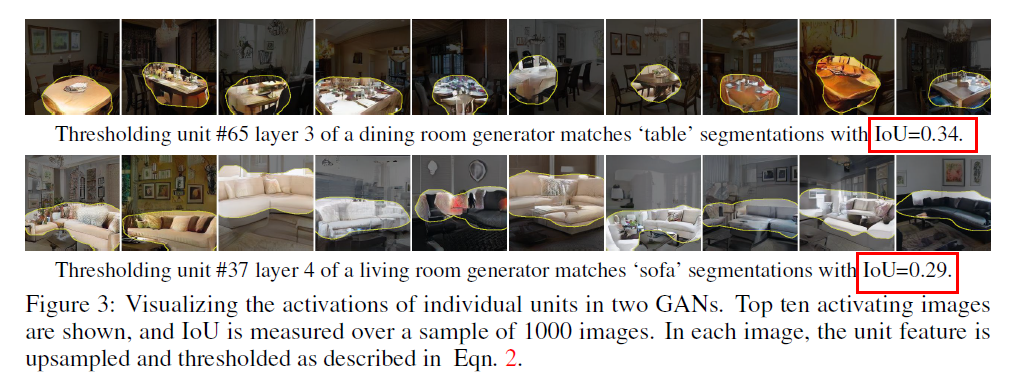 Thresholding unit #65 layer 3 of a dining room generator matches ‘table’ segmentations with IoU=0.34.
Thresholding unit #37 layer 4 of a living room generator matches ‘sofa’ segmentations with IoU=0.29.
Figure 3: Visualizing the activations of individual units in two GANs. Top ten activating images
are shown, and IoU is measured over a sample of 1000 images. In each image, the unit feature is
upsampled and thresholded as described in Eqn. 2.